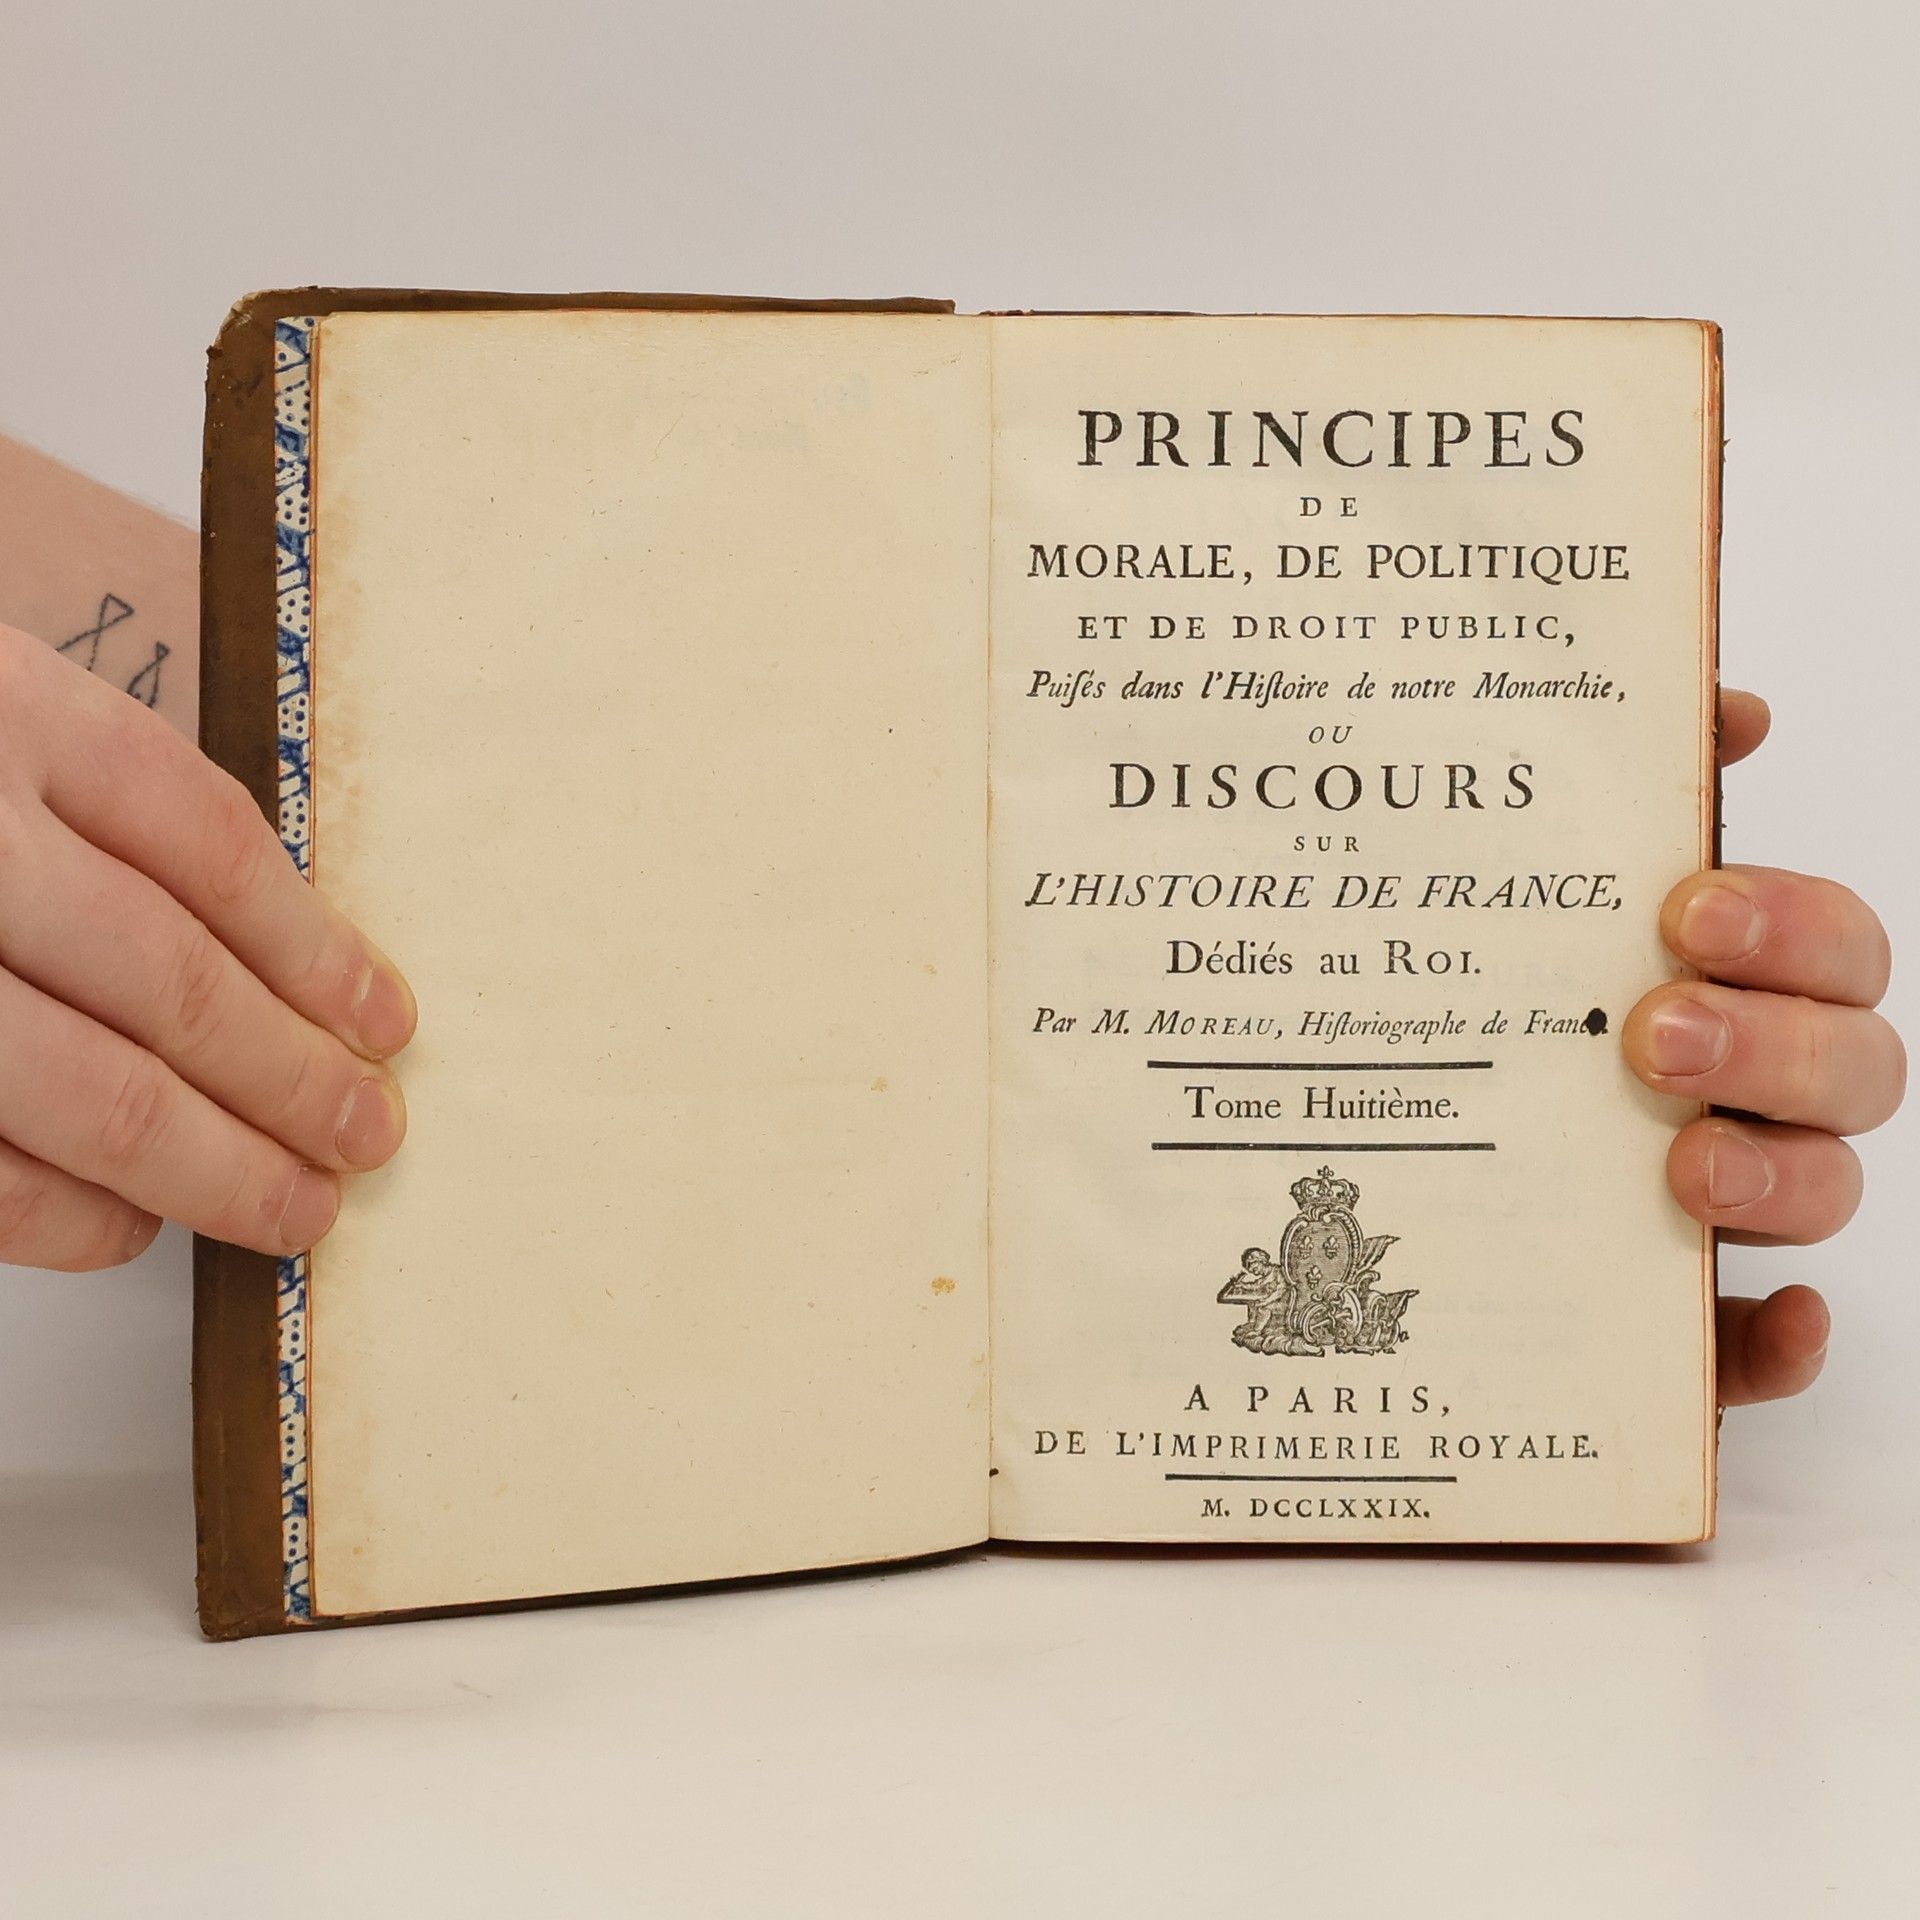 PRINCIPES
DE
MORALE, DE POLITIQUE
ET DE DROIT PUBLIC,
Puiſés dans l'Hiſtoire de notre Monarchie,
OU
DISCOURS
SUR
L'HISTOIRE DE FRANCE,
Dédiés au ROI.
Par M. MOREAU, Hiſtoriographe de France.
Tome Huitième.
A PARIS,
DE L'IMPRIMERIE ROYALE.
M. DCCLXXIX.